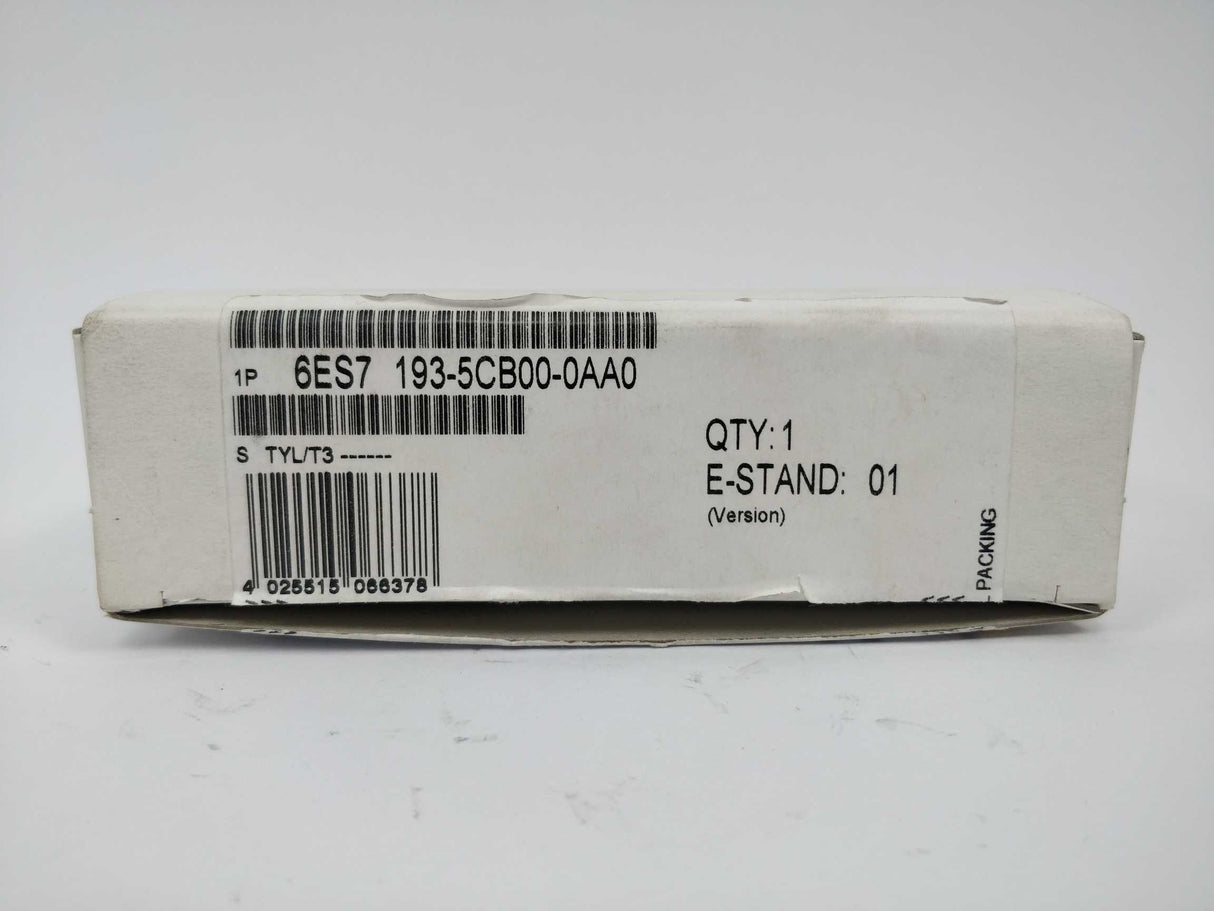 1P 6ES7 193-5CB00-0AA0
S TYL/T3 ------
4 025515 066378
QTY: 1
E-STAND: 01
(Version)
PACKING